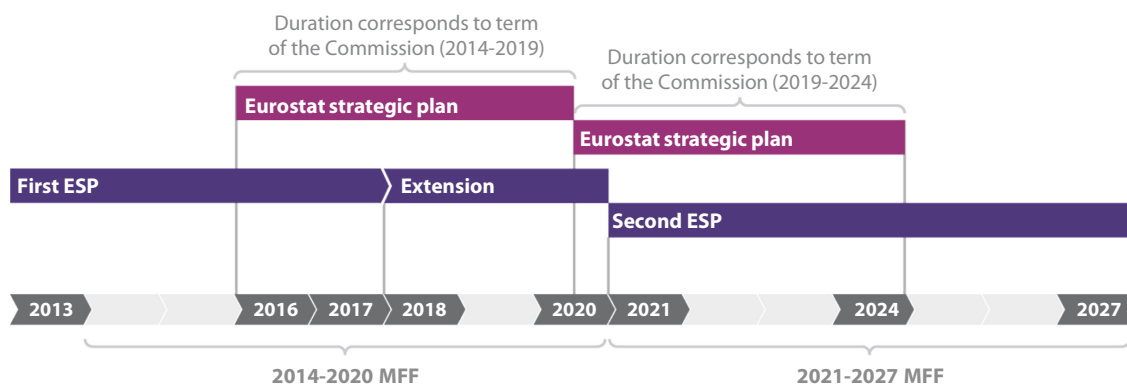 Duration corresponds to term
of the Commission (2014-2019)
Duration corresponds to term
of the Commission (2019-2024)
Eurostat strategic plan
Eurostat strategic plan
First ESP
Extension
Second ESP
2013
2016
2017
2018
2020
2021
2024
2027
2014-2020 MFF
2021-2027 MFF